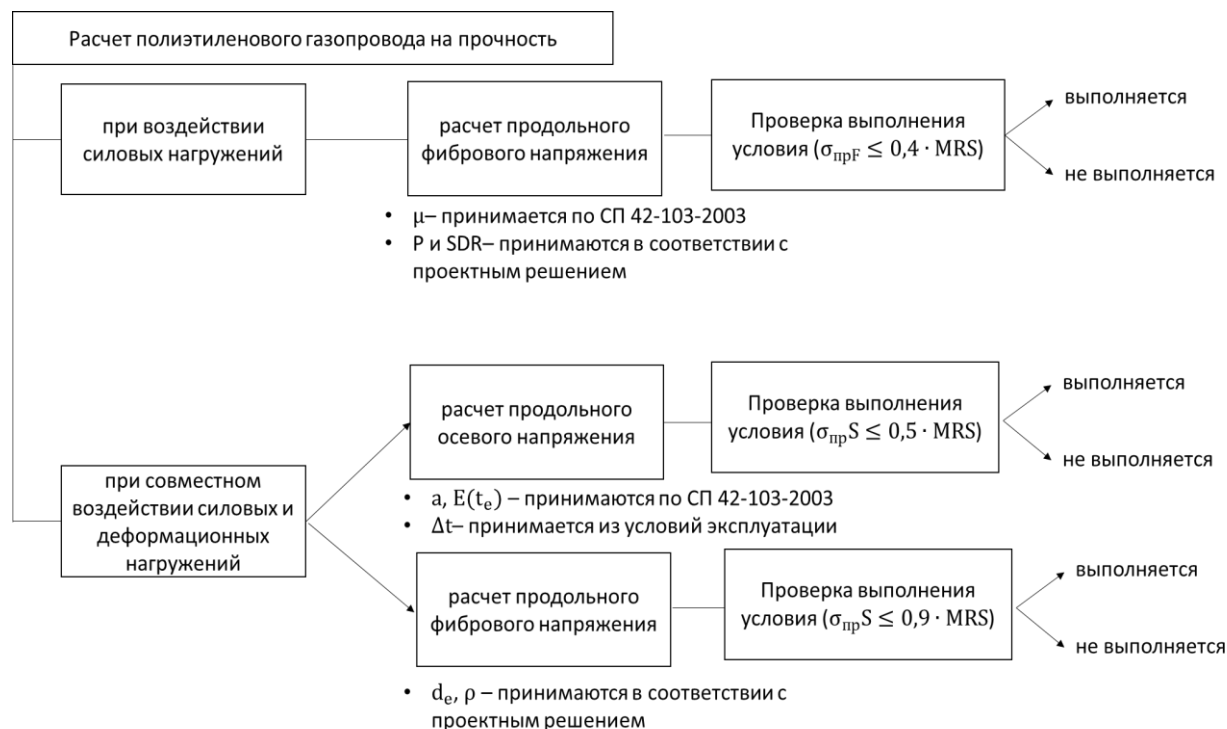 Расчет полиэтиленового газопровода на прочность
при воздействии
силовых нагружений
расчет продольного
фибрового напряжения
Проверка выполнения
условия (σпрF ≤ 0,4 · MRS)
выполняется
не выполняется
• μ– принимается по СП 42-103-2003
• P и SDR– принимаются в соответствии с
проектным решением
при совместном
воздействии силовых и
деформационных
нагружений
расчет продольного
осевого напряжения
Проверка выполнения
условия (σпрS ≤ 0,5 · MRS)
выполняется
не выполняется
• a, E(te) – принимаются по СП 42-103-2003
• Δt– принимается из условий эксплуатации
расчет продольного
фибрового напряжения
Проверка выполнения
условия (σпрS ≤ 0,9 · MRS)
выполняется
не выполняется
• de, ρ – принимаются в соответствии с
проектным решением